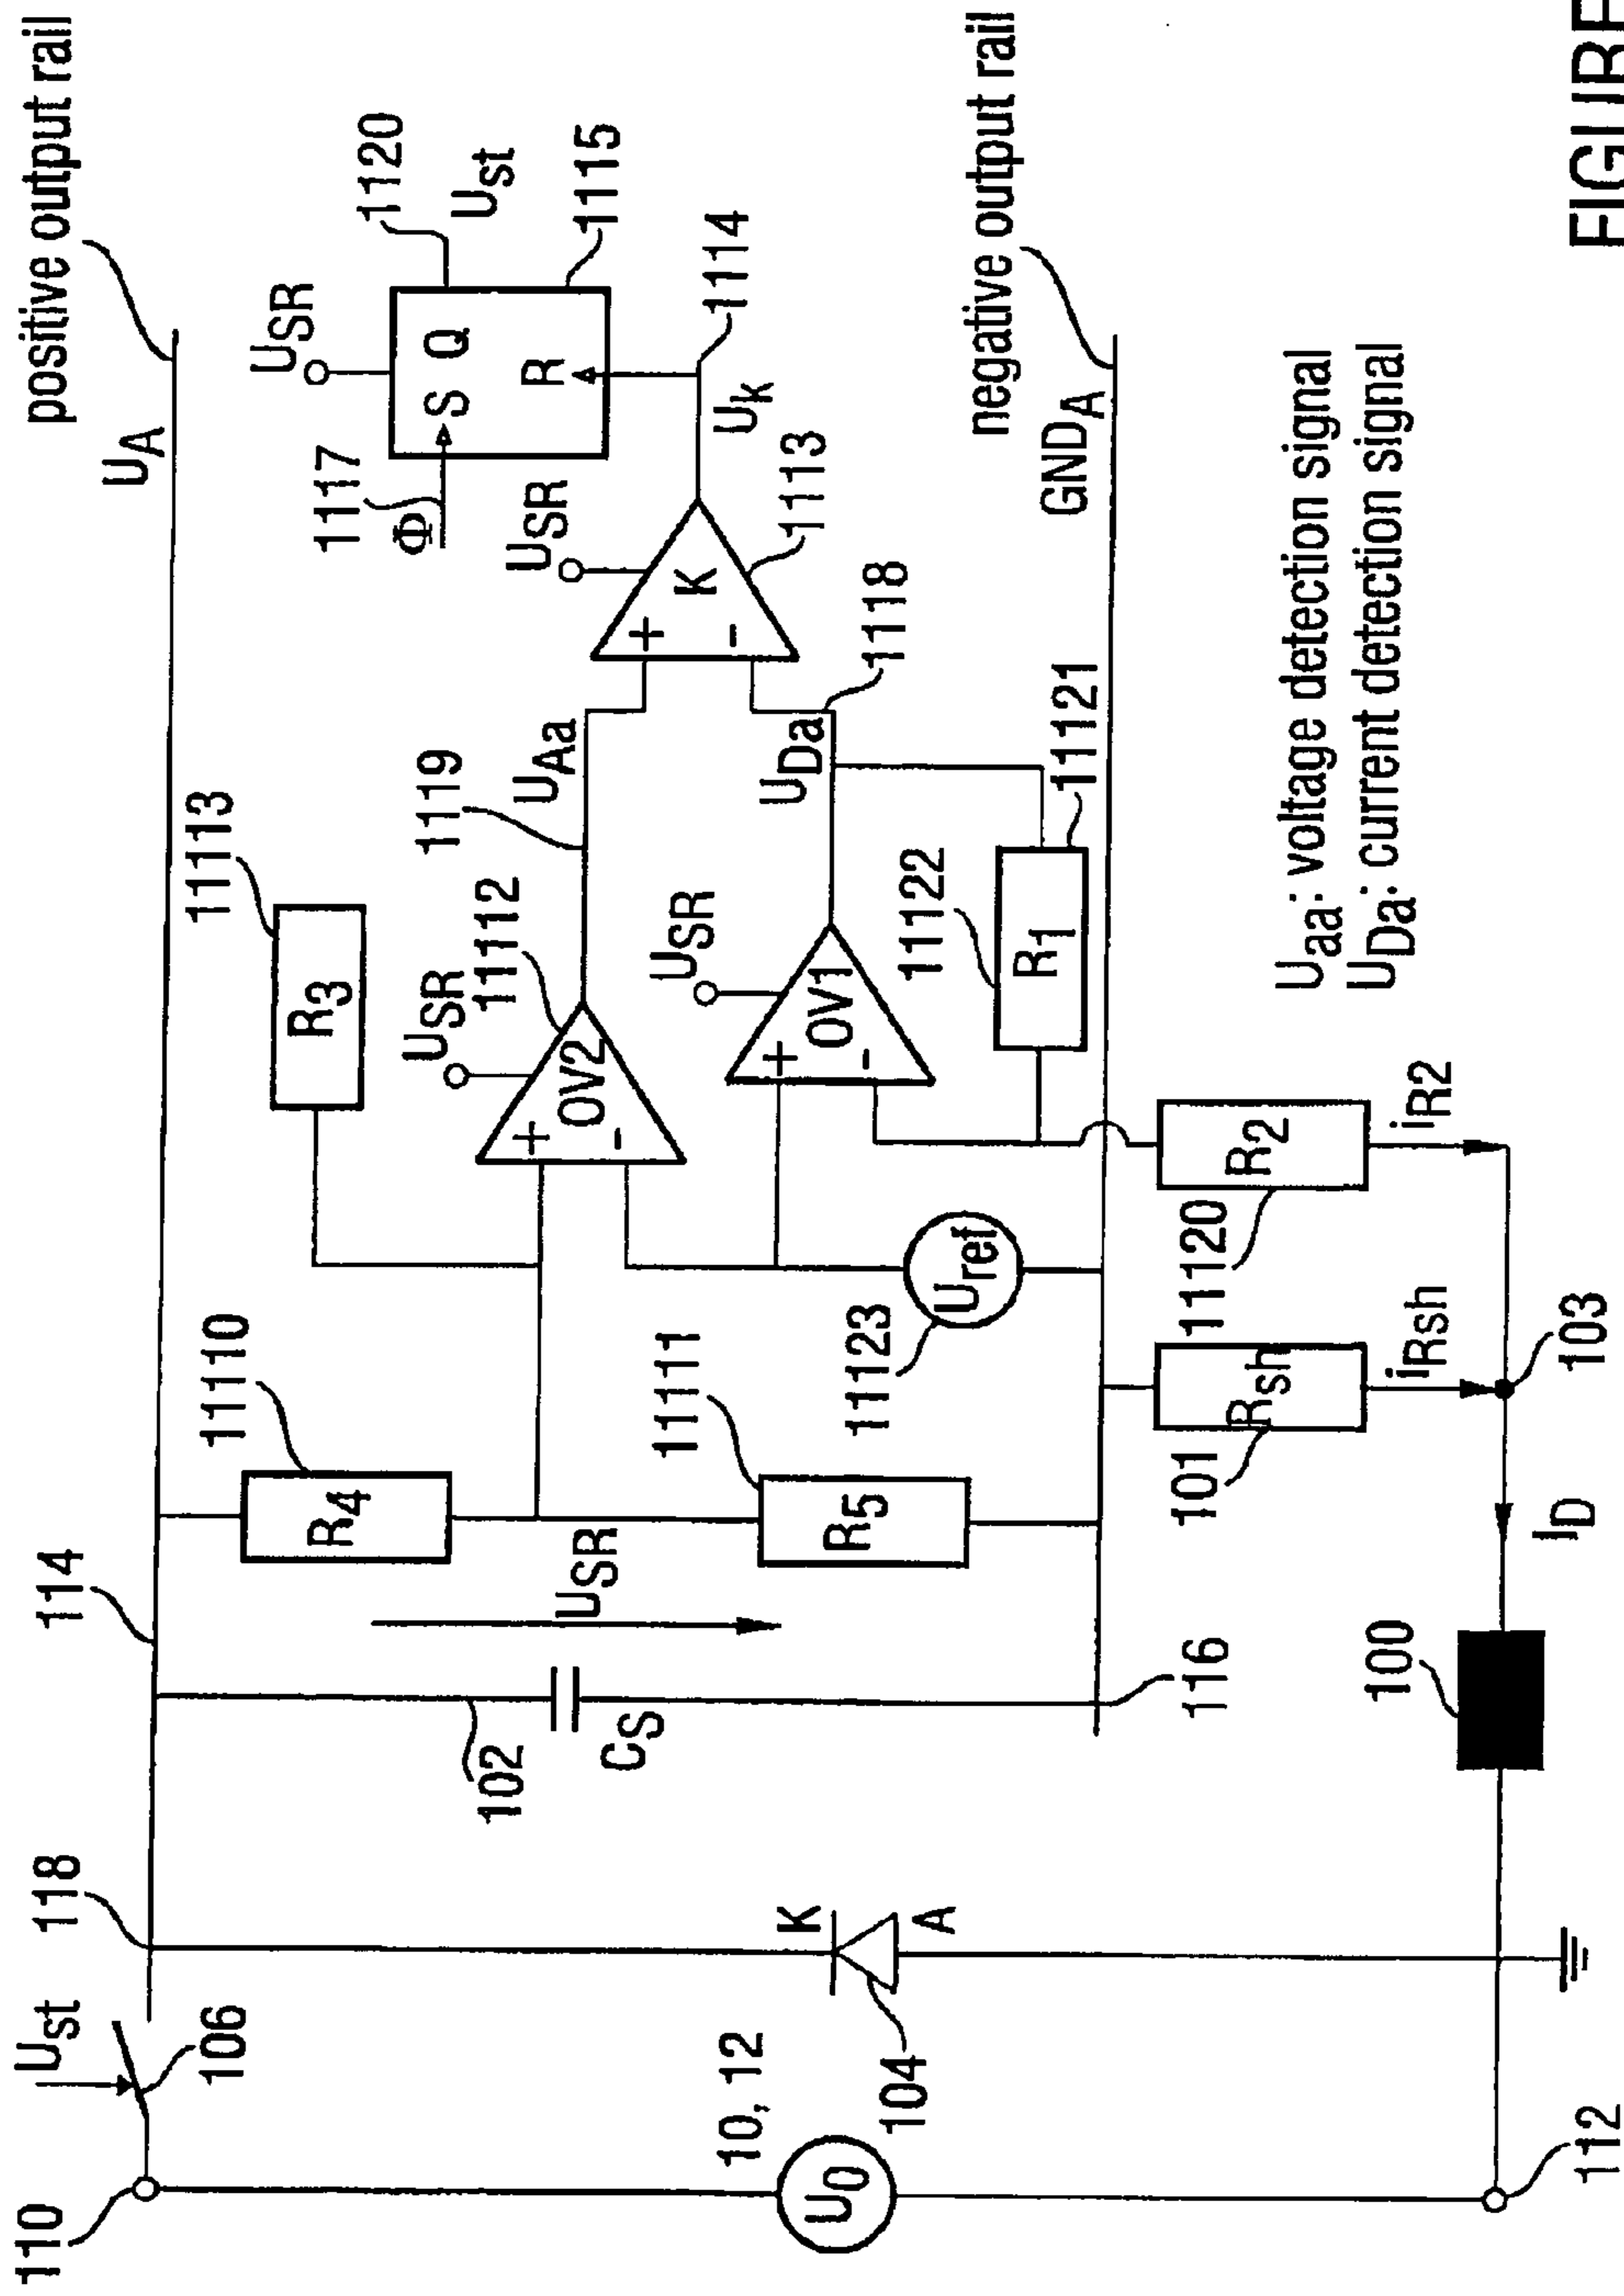 positive output rail
U_A
U_st
106
110
118
114
11110
R_4
11113
R_3
1117
Φ
U_SR
S Q
R
1120
U_st
1115
U_k
1114
U_SR
K
+
-
1113
1119
U_Aa
U_SR
11112
OV2
+
-
U_SR
OV1
+
-
U_Da
1118
11122
R_1
11121
102
C_S
U_SR
11111
R_5
11123
U_ref
negative output rail
GND_A
10, 12
U_0
K
A
104
116
101
R_sh
i_Rsh
11120
R_2
i_R2
100
I_D
103
112
U_aa: voltage detection signal
U_Da: current detection signal
FIGURE